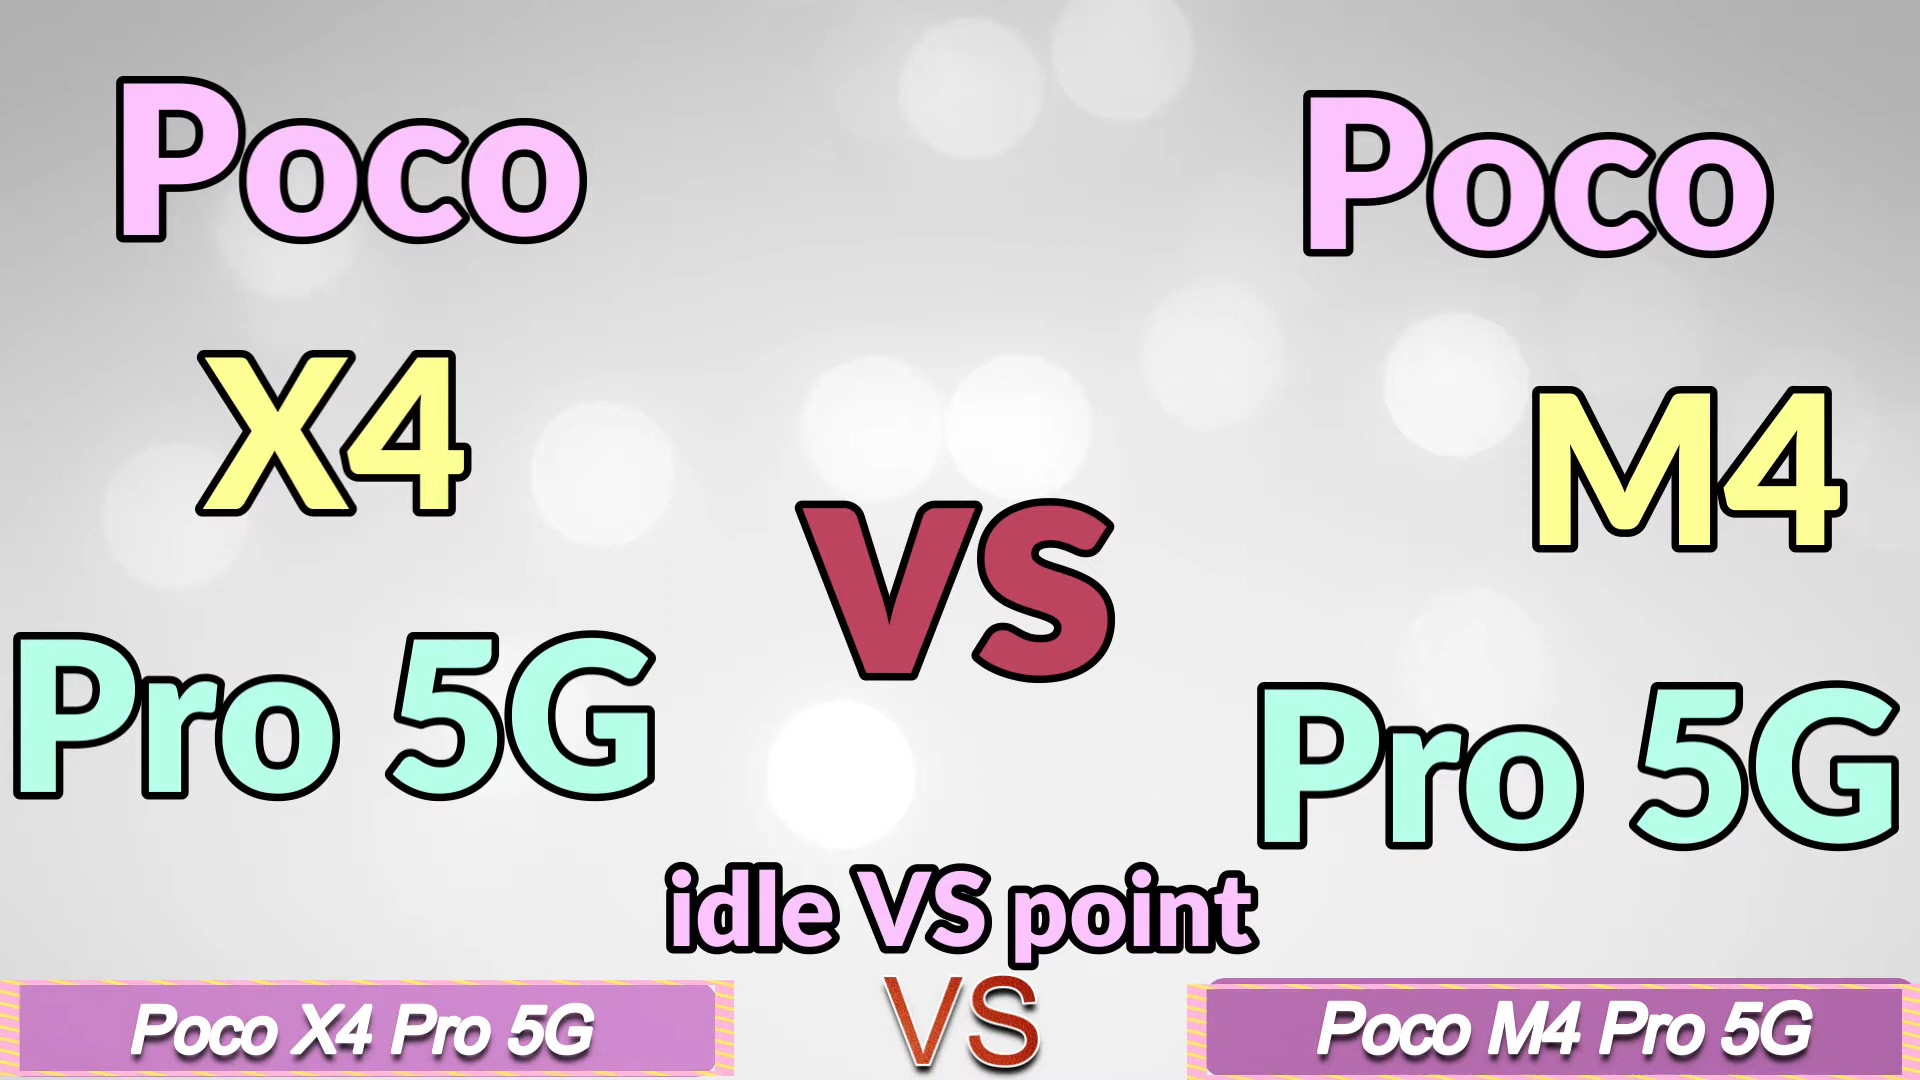 Poco
X4
Pro 5G
VS
Poco
M4
Pro 5G
idle VS point
Poco X4 Pro 5G
VS
Poco M4 Pro 5G